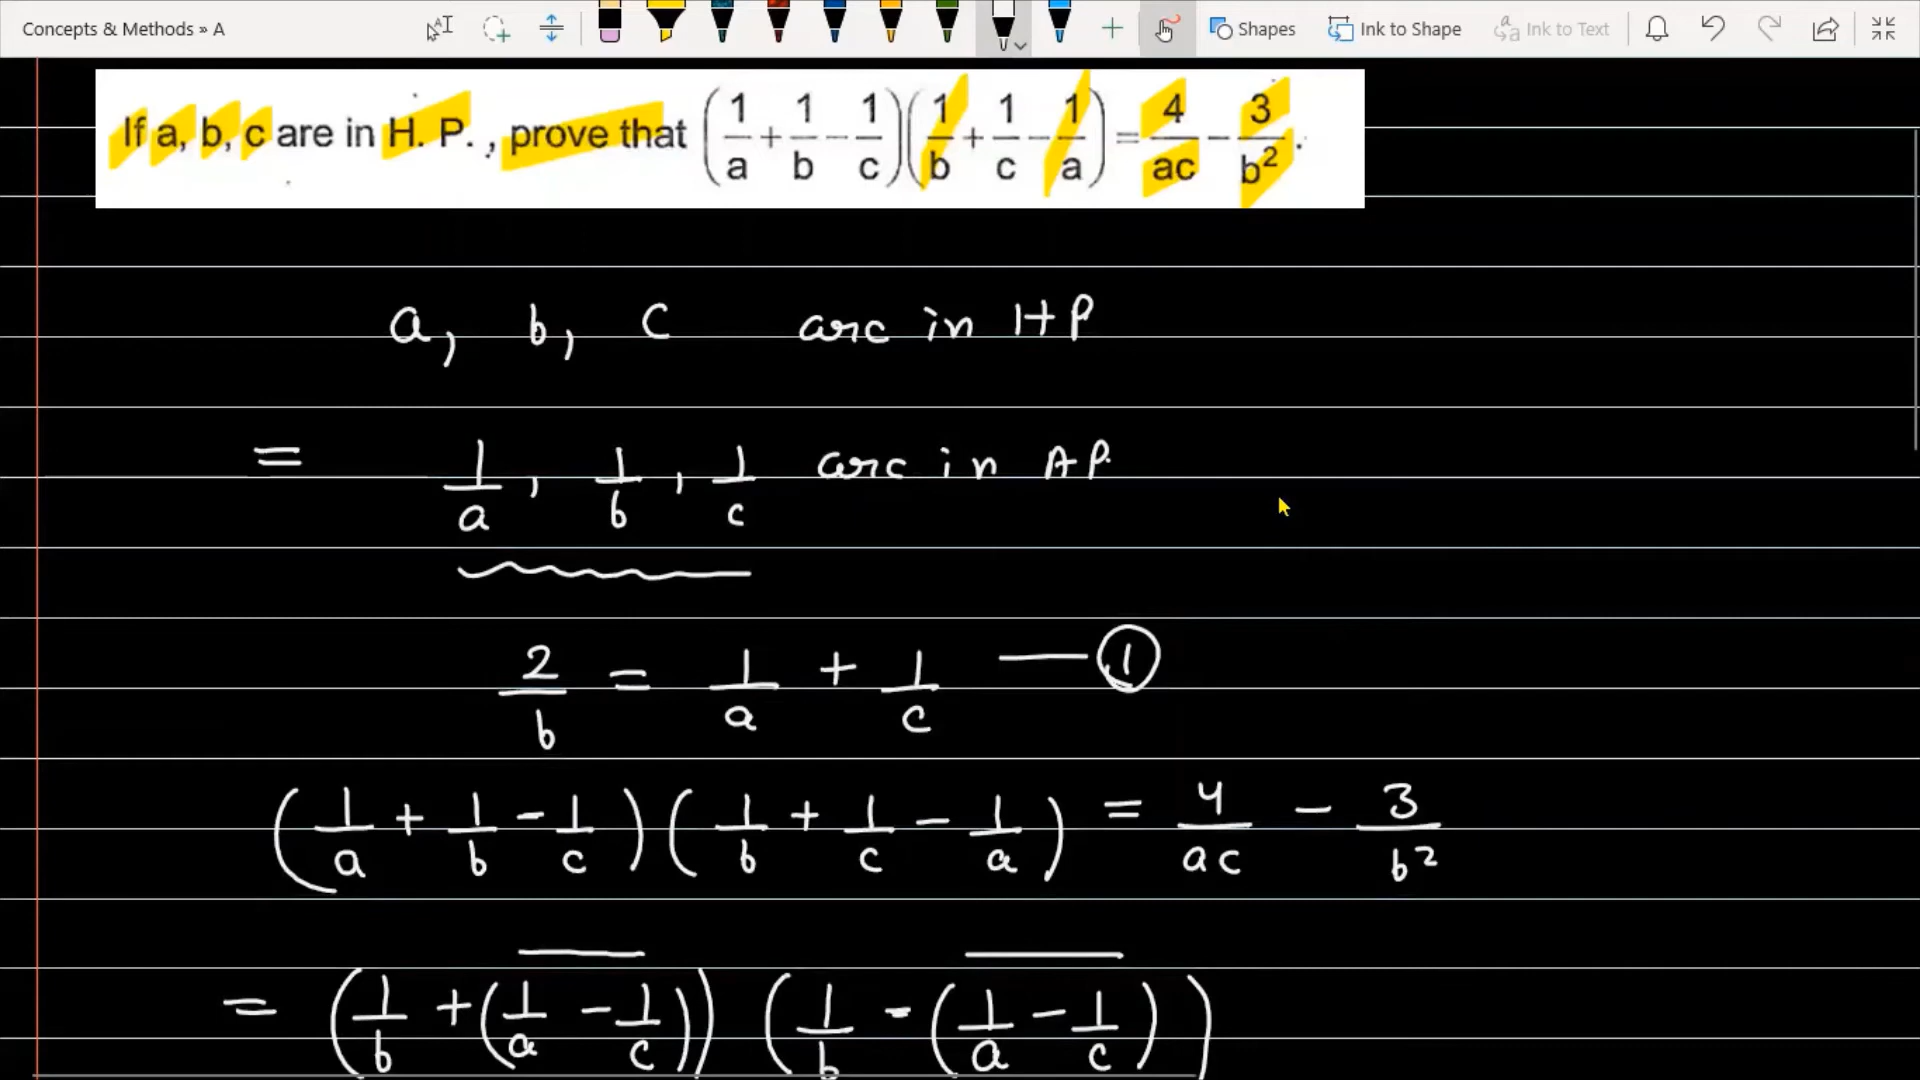 Concepts & Methods » A
Shapes
Ink to Shape
Ink to Text
If a, b, c are in H. P. , prove that (1/a + 1/b − 1/c)(1/b + 1/c − 1/a) = 4/ac − 3/b².
a, b, c are in HP
= 1/a, 1/b, 1/c are in AP.
2/b = 1/a + 1/c — ①
(1/a + 1/b − 1/c)(1/b + 1/c − 1/a) = 4/ac − 3/b²
= (1/b + (1/a − 1/c)) (1/b - (1/a − 1/c))